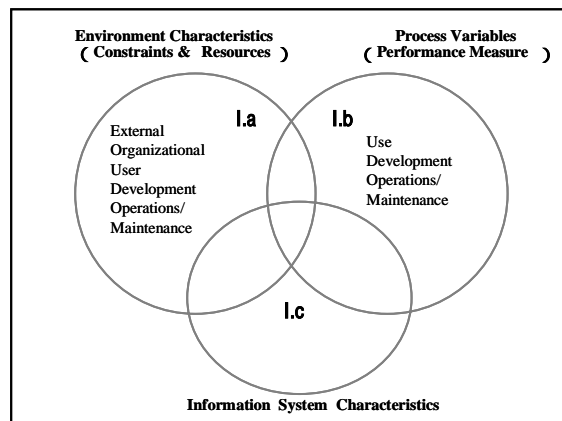 Environment Characteristics
( Constraints & Resources )
Process Variables
( Performance Measure )
I.a
I.b
External
Organizational
User
Development
Operations/
Maintenance
Use
Development
Operations/
Maintenance
I.c
Information System Characteristics